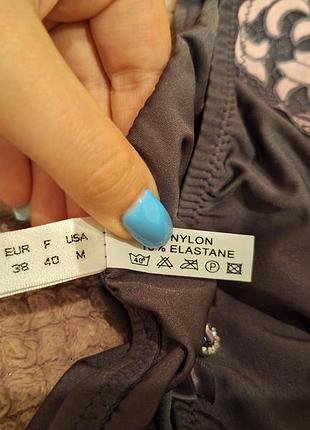 EUR F USA
38 40 M
NYLON
ELASTANE
40°
P